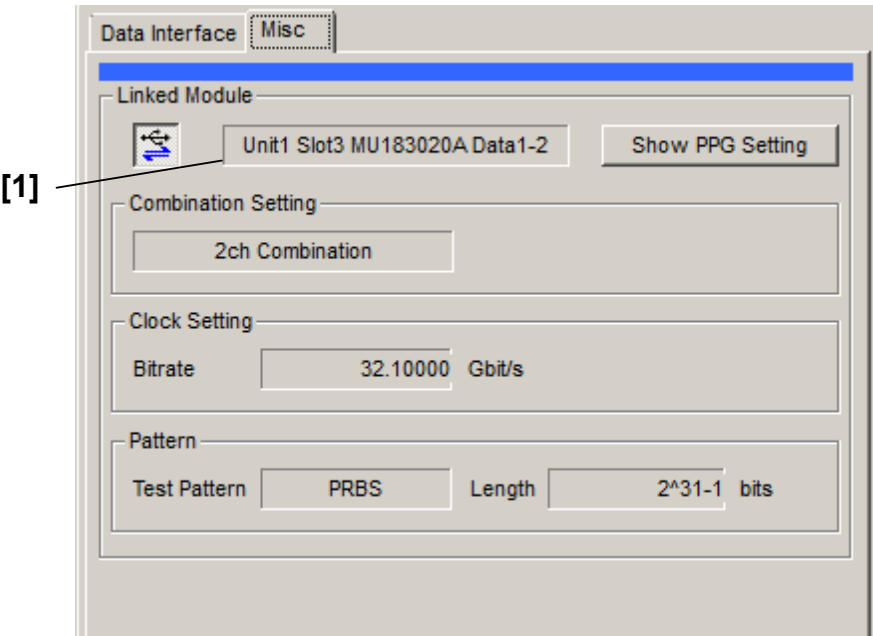 Data Interface Misc
Linked Module
Unit1 Slot3 MU183020A Data1-2 Show PPG Setting
[1]
Combination Setting
2ch Combination
Clock Setting
Bitrate 32.10000 Gbit/s
Pattern
Test Pattern PRBS Length 2^31-1 bits